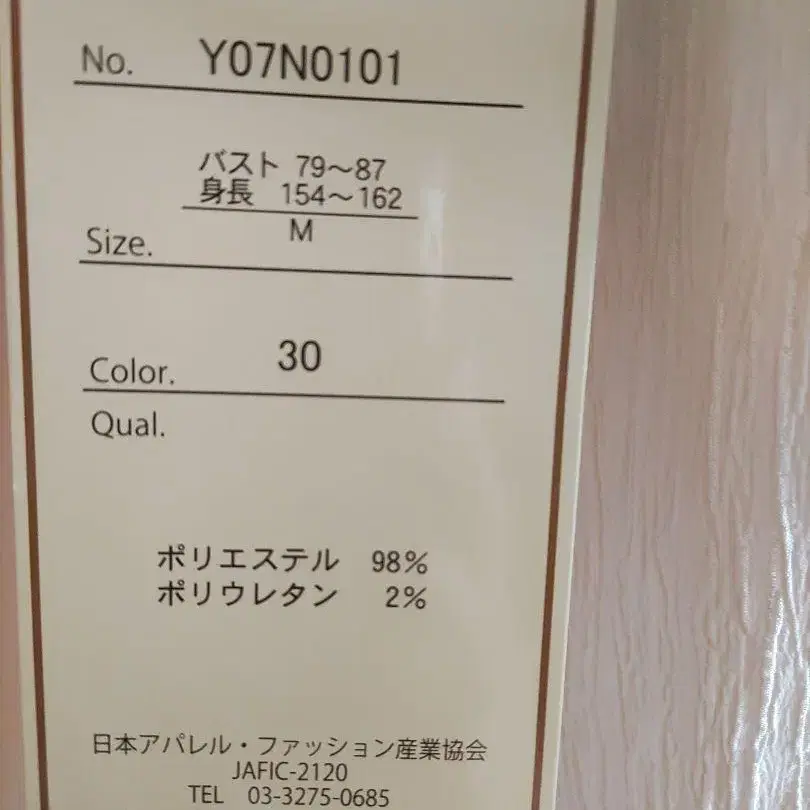 No. Y07N0101
バスト 79～87
身長 154～162
Size. M
Color. 30
Qual.
ポリエステル 98%
ポリウレタン 2%
日本アパレル・ファッション産業協会
JAFIC-2120
TEL 03-3275-0685